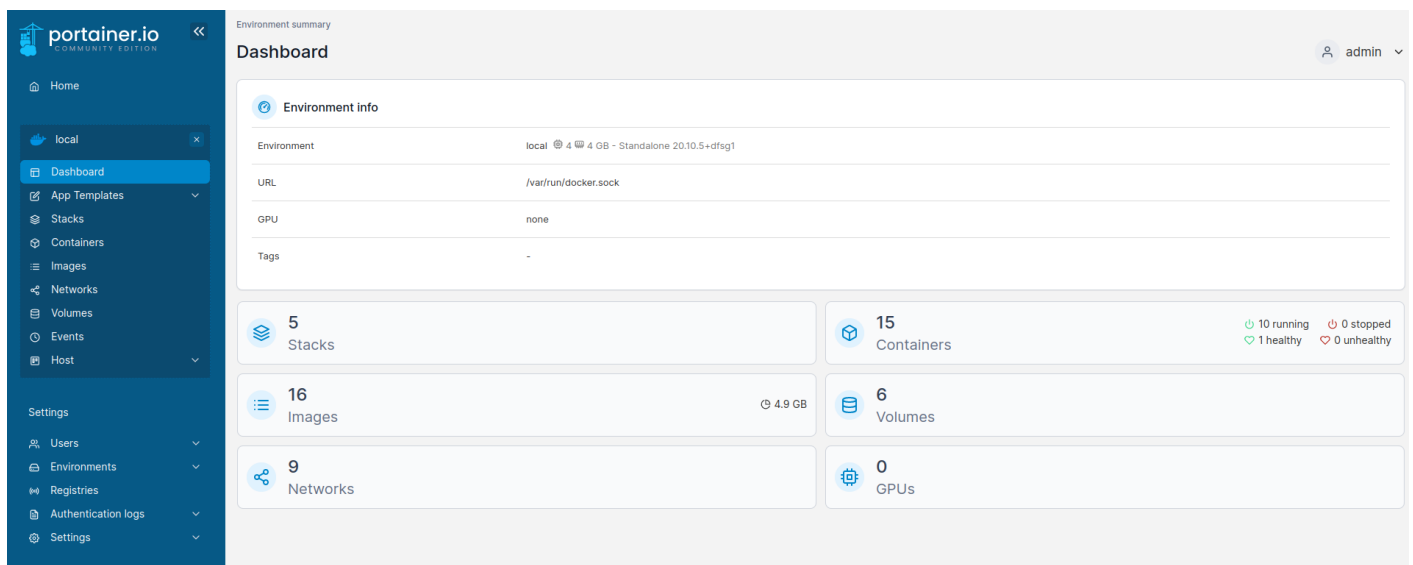 portainer.io
COMMUNITY EDITION
Home
local
Dashboard
App Templates
Stacks
Containers
Images
Networks
Volumes
Events
Host
Settings
Users
Environments
Registries
Authentication logs
Settings
Environment summary
Dashboard
admin
Environment info
Environment local 4 4 GB - Standalone 20.10.5+dfsg1
URL /var/run/docker.sock
GPU none
Tags -
5
Stacks
15
Containers
10 running 0 stopped
1 healthy 0 unhealthy
16
Images
4.9 GB
6
Volumes
9
Networks
0
GPUs